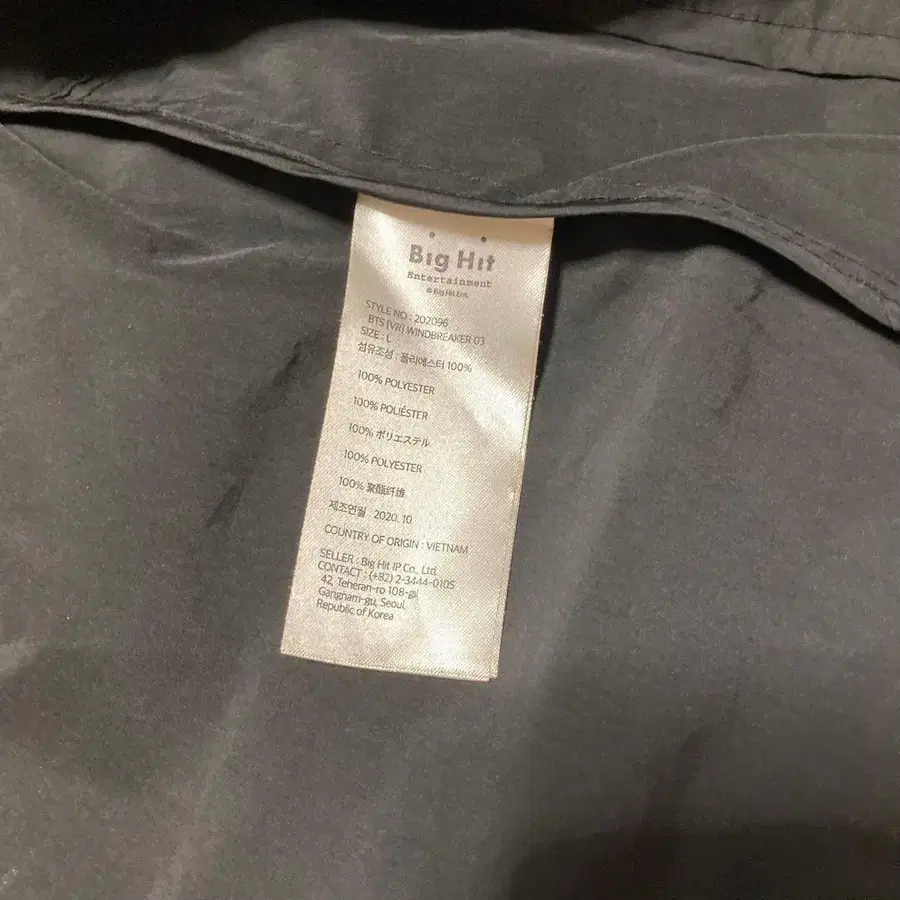 Big Hit
Entertainment
© Big Hit Ent.
STYLE NO : 202096
BTS (VR) WINDBREAKER 03
SIZE : L
섬유조성 : 폴리에스터 100%
100% POLYESTER
100% POLIÉSTER
100% ポリエステル
100% POLYESTER
100% 聚酯纤维
제조연월 : 2020. 10
COUNTRY OF ORIGIN : VIETNAM
SELLER : Big Hit IP Co., Ltd.
CONTACT : (+82) 2-3444-0105
42, Teheran-ro 108-gil,
Gangnam-gu, Seoul,
Republic of Korea